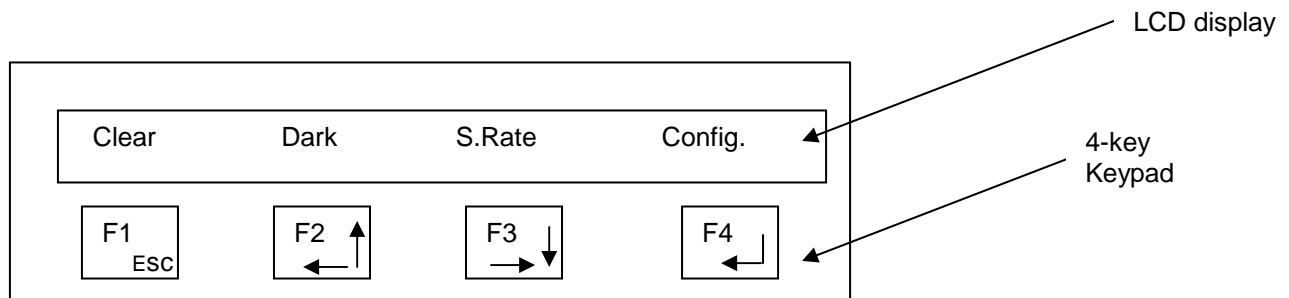 LCD display
Clear Dark S.Rate Config.
4-key
Keypad
F1 F2 F3 F4
Esc